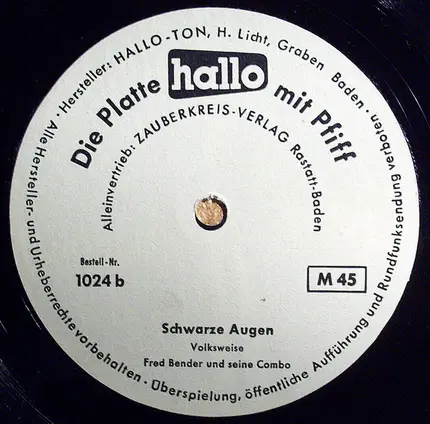 Hersteller: HALLO-TON, H. Licht, Graben Baden · Alle Hersteller- und Urheberrechte vorbehalten · Überspielung, öffentliche Aufführung und Rundfunksendung verboten ·
Die Platte hallo mit Pfiff
Alleinvertrieb: ZAUBERKREIS-VERLAG Rastatt-Baden
Bestell-Nr.
1024 b
M 45
Schwarze Augen
Volksweise
Fred Bender und seine Combo